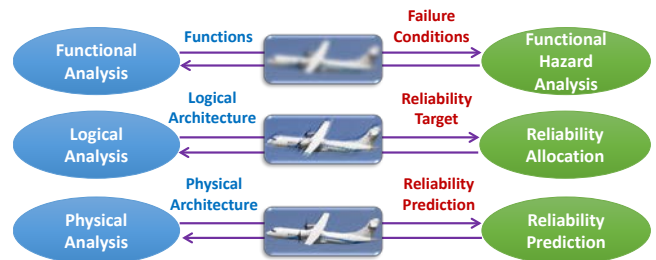 Functional
Analysis
Functions
Failure
Conditions
Functional
Hazard
Analysis
Logical
Analysis
Logical
Architecture
Reliability
Target
Reliability
Allocation
Physical
Analysis
Physical
Architecture
Reliability
Prediction
Reliability
Prediction